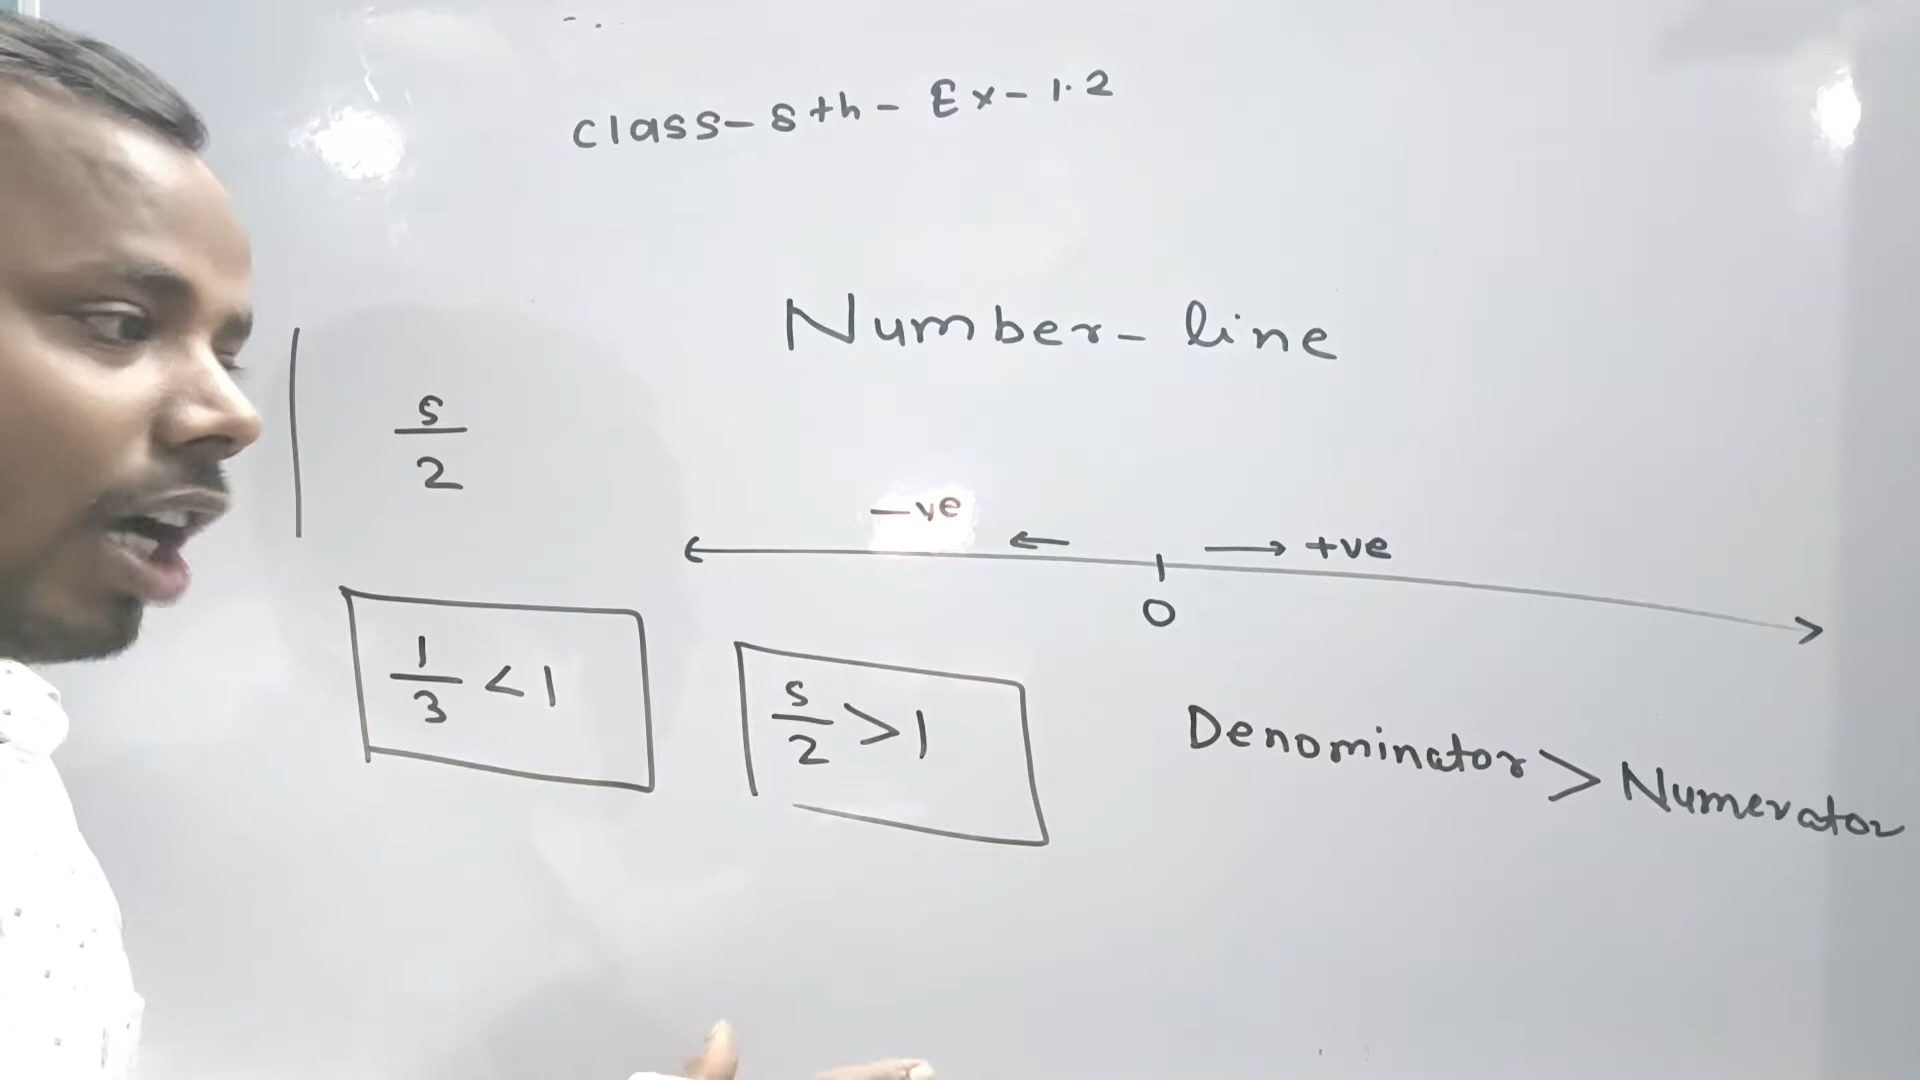 Class-8th-Ex-1.2
Number-line
5
2
-ve
+ve
0
1
3
<1
5
2
>1
Denominator > Numerator